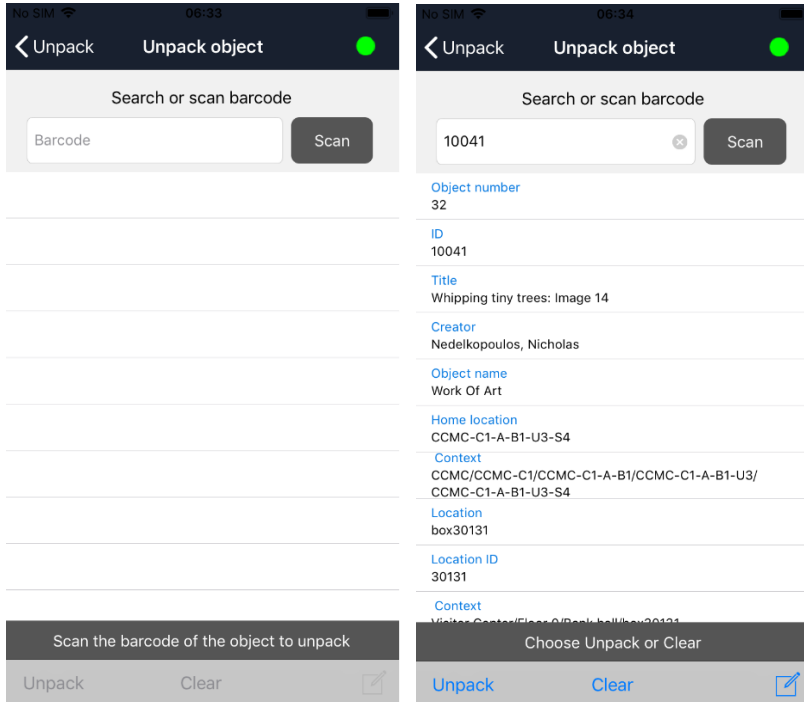 No SIM 06:33
Unpack Unpack object
Search or scan barcode
Barcode Scan
Scan the barcode of the object to unpack
Unpack Clear
No SIM 06:34
Unpack Unpack object
Search or scan barcode
10041 Scan
Object number
32
ID
10041
Title
Whipping tiny trees: Image 14
Creator
Nedelkopoulos, Nicholas
Object name
Work Of Art
Home location
CCMC-C1-A-B1-U3-S4
Context
CCMC/CCMC-C1/CCMC-C1-A-B1/CCMC-C1-A-B1-U3/
CCMC-C1-A-B1-U3-S4
Location
box30131
Location ID
30131
Context
Choose Unpack or Clear
Unpack Clear